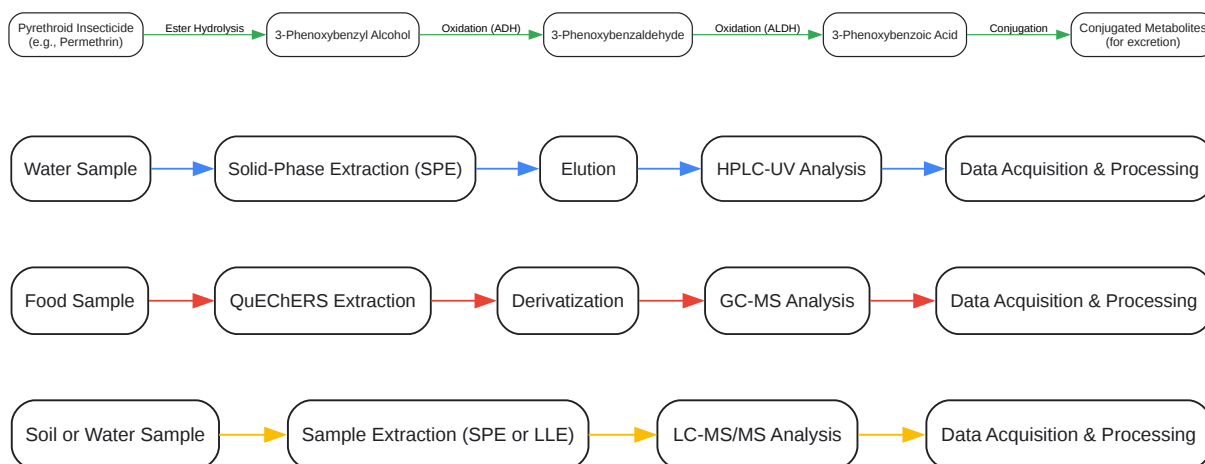 Pyrethroid Insecticide
(e.g., Permethrin)
Ester Hydrolysis
3-Phenoxybenzyl Alcohol
Oxidation (ADH)
3-Phenoxybenzaldehyde
Oxidation (ALDH)
3-Phenoxybenzoic Acid
Conjugation
Conjugated Metabolites
(for excretion)
Water Sample
Solid-Phase Extraction (SPE)
Elution
HPLC-UV Analysis
Data Acquisition & Processing
Food Sample
QuEChERS Extraction
Derivatization
GC-MS Analysis
Data Acquisition & Processing
Soil or Water Sample
Sample Extraction (SPE or LLE)
LC-MS/MS Analysis
Data Acquisition & Processing